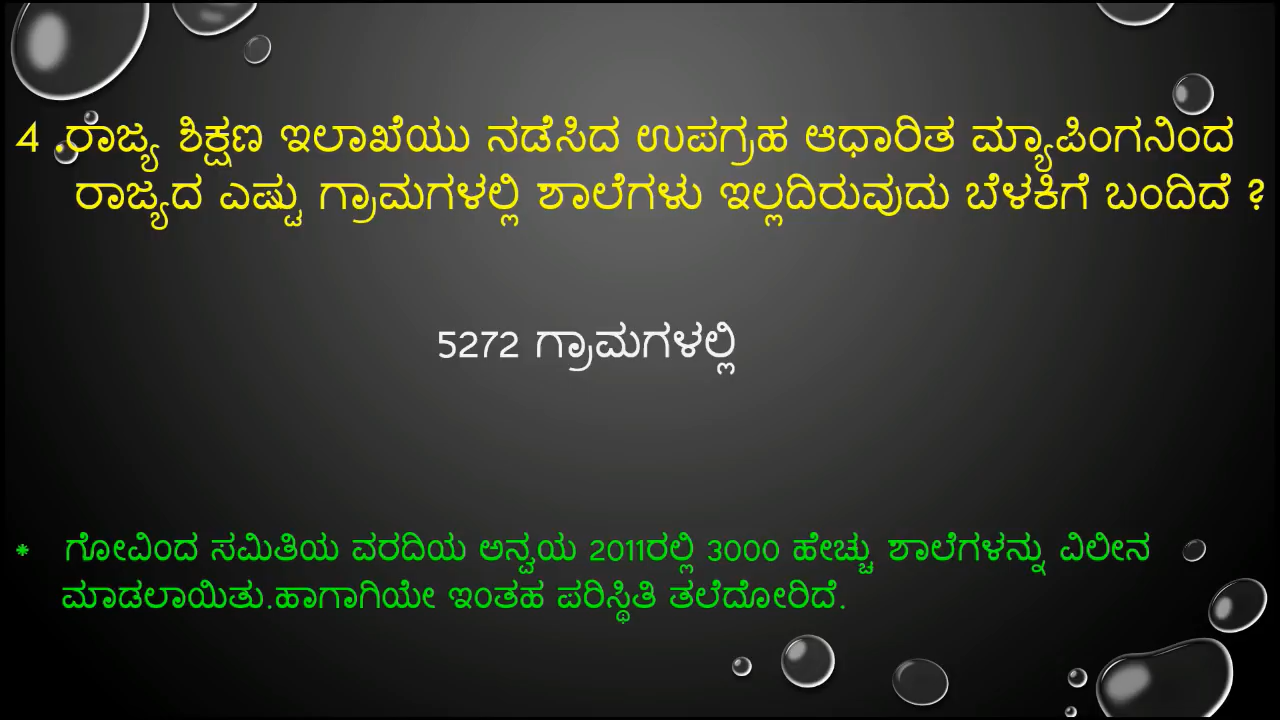 4 .ರಾಜ್ಯ ಶಿಕ್ಷಣ ಇಲಾಖೆಯು ನಡೆಸಿದ ಉಪಗ್ರಹ ಆಧಾರಿತ ಮ್ಯಾಪಿಂಗನಿಂದ
ರಾಜ್ಯದ ಎಷ್ಟು ಗ್ರಾಮಗಳಲ್ಲಿ ಶಾಲೆಗಳು ಇಲ್ಲದಿರುವುದು ಬೆಳಕಿಗೆ ಬಂದಿದೆ ?
5272 ಗ್ರಾಮಗಳಲ್ಲಿ
* ಗೋವಿಂದ ಸಮಿತಿಯ ವರದಿಯ ಅನ್ವಯ 2011ರಲ್ಲಿ 3000 ಹೇಚ್ಚು ಶಾಲೆಗಳನ್ನು ವಿಲೀನ
ಮಾಡಲಾಯಿತು.ಹಾಗಾಗಿಯೇ ಇಂತಹ ಪರಿಸ್ಥಿತಿ ತಲೆದೋರಿದೆ.